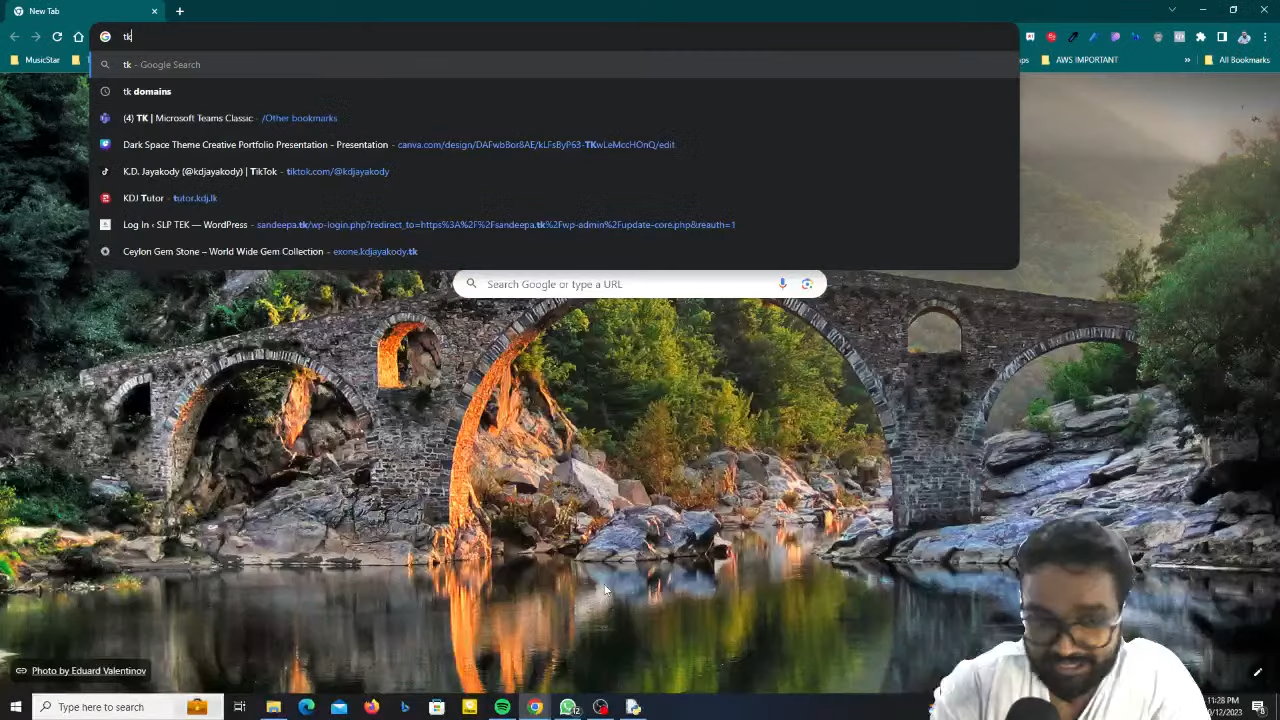 New Tab
tk
MusicStar
AWS IMPORTANT
» All Bookmarks
tk - Google Search
tk domains
(4) TK | Microsoft Teams Classic - /Other bookmarks
Dark Space Theme Creative Portfolio Presentation - Presentation - canva.com/design/DAFwbBor8AE/kLFsByP63-TKwLeMccHOnQ/edit
K.D. Jayakody (@kdjayakody) | TikTok - tiktok.com/@kdjayakody
KDJ Tutor - tutor.kdj.lk
Log In ‹ SLP TEK — WordPress - sandeepa.tk/wp-login.php?redirect_to=https%3A%2F%2Fsandeepa.tk%2Fwp-admin%2Fupdate-core.php&reauth=1
Ceylon Gem Stone – World Wide Gem Collection - exone.kdjayakody.tk
Search Google or type a URL
Photo by Eduard Valentinov
Type here to search
11:28 PM
0/12/2023